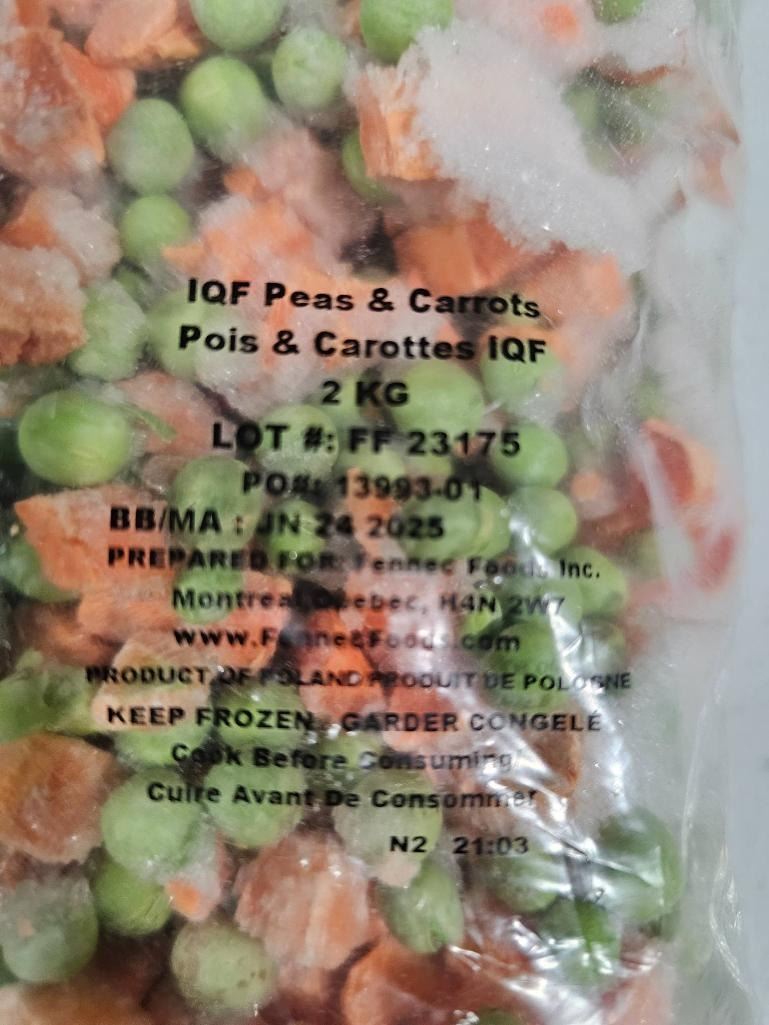 IQF Peas & Carrots
Pois & Carottes IQF
2 KG
LOT #: FF 23175
PO#: 13993-01
BB/MA : JN 24 2025
PREPARED FOR: Fennec Foods Inc.
Montreal Quebec, H4N 2W7
www.FennecFoods.com
PRODUCT OF POLAND PRODUIT DE POLOGNE
KEEP FROZEN GARDER CONGELÉ
Cook Before Consuming/
Cuire Avant De Consommer
N2 21:03